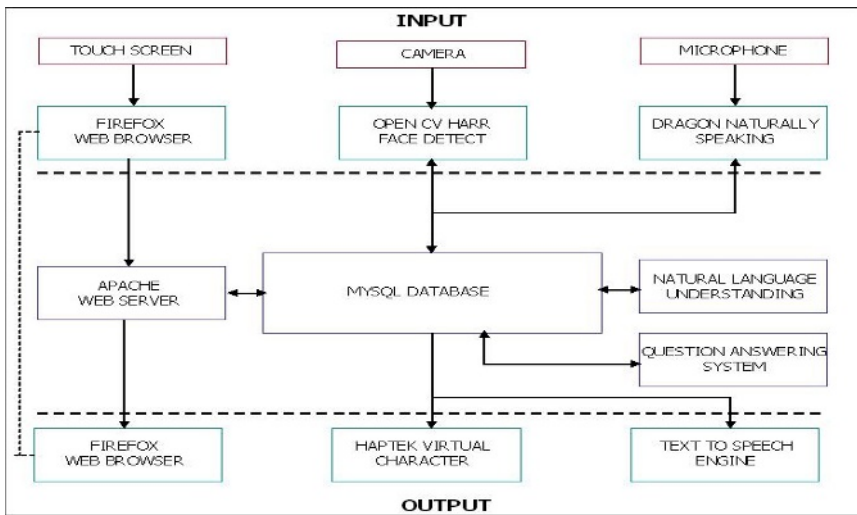 INPUT
TOUCH SCREEN
CAMERA
MICROPHONE
FIREFOX
WEB BROWSER
OPEN CV HARR
FACE DETECT
DRAGON NATURALLY
SPEAKING
APACHE
WEB SERVER
MYSQL DATABASE
NATURAL LANGUAGE
UNDERSTANDING
QUESTION ANSWERING
SYSTEM
FIREFOX
WEB BROWSER
HAPTEK VIRTUAL
CHARACTER
TEXT TO SPEECH
ENGINE
OUTPUT